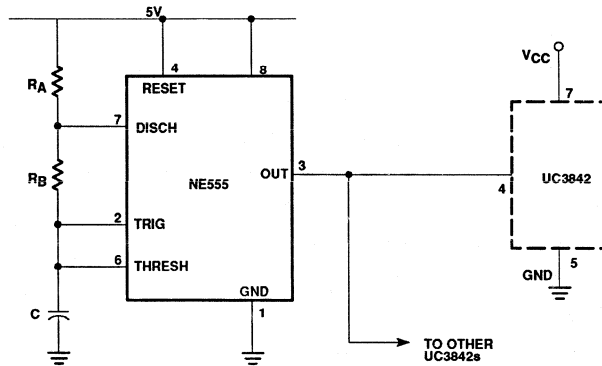 5V
4
8
RESET
RA
7
DISCH
RB
NE555
OUT
3
2
TRIG
6
THRESH
GND
1
C
VCC
7
4
UC3842
GND
5
TO OTHER
UC3842s